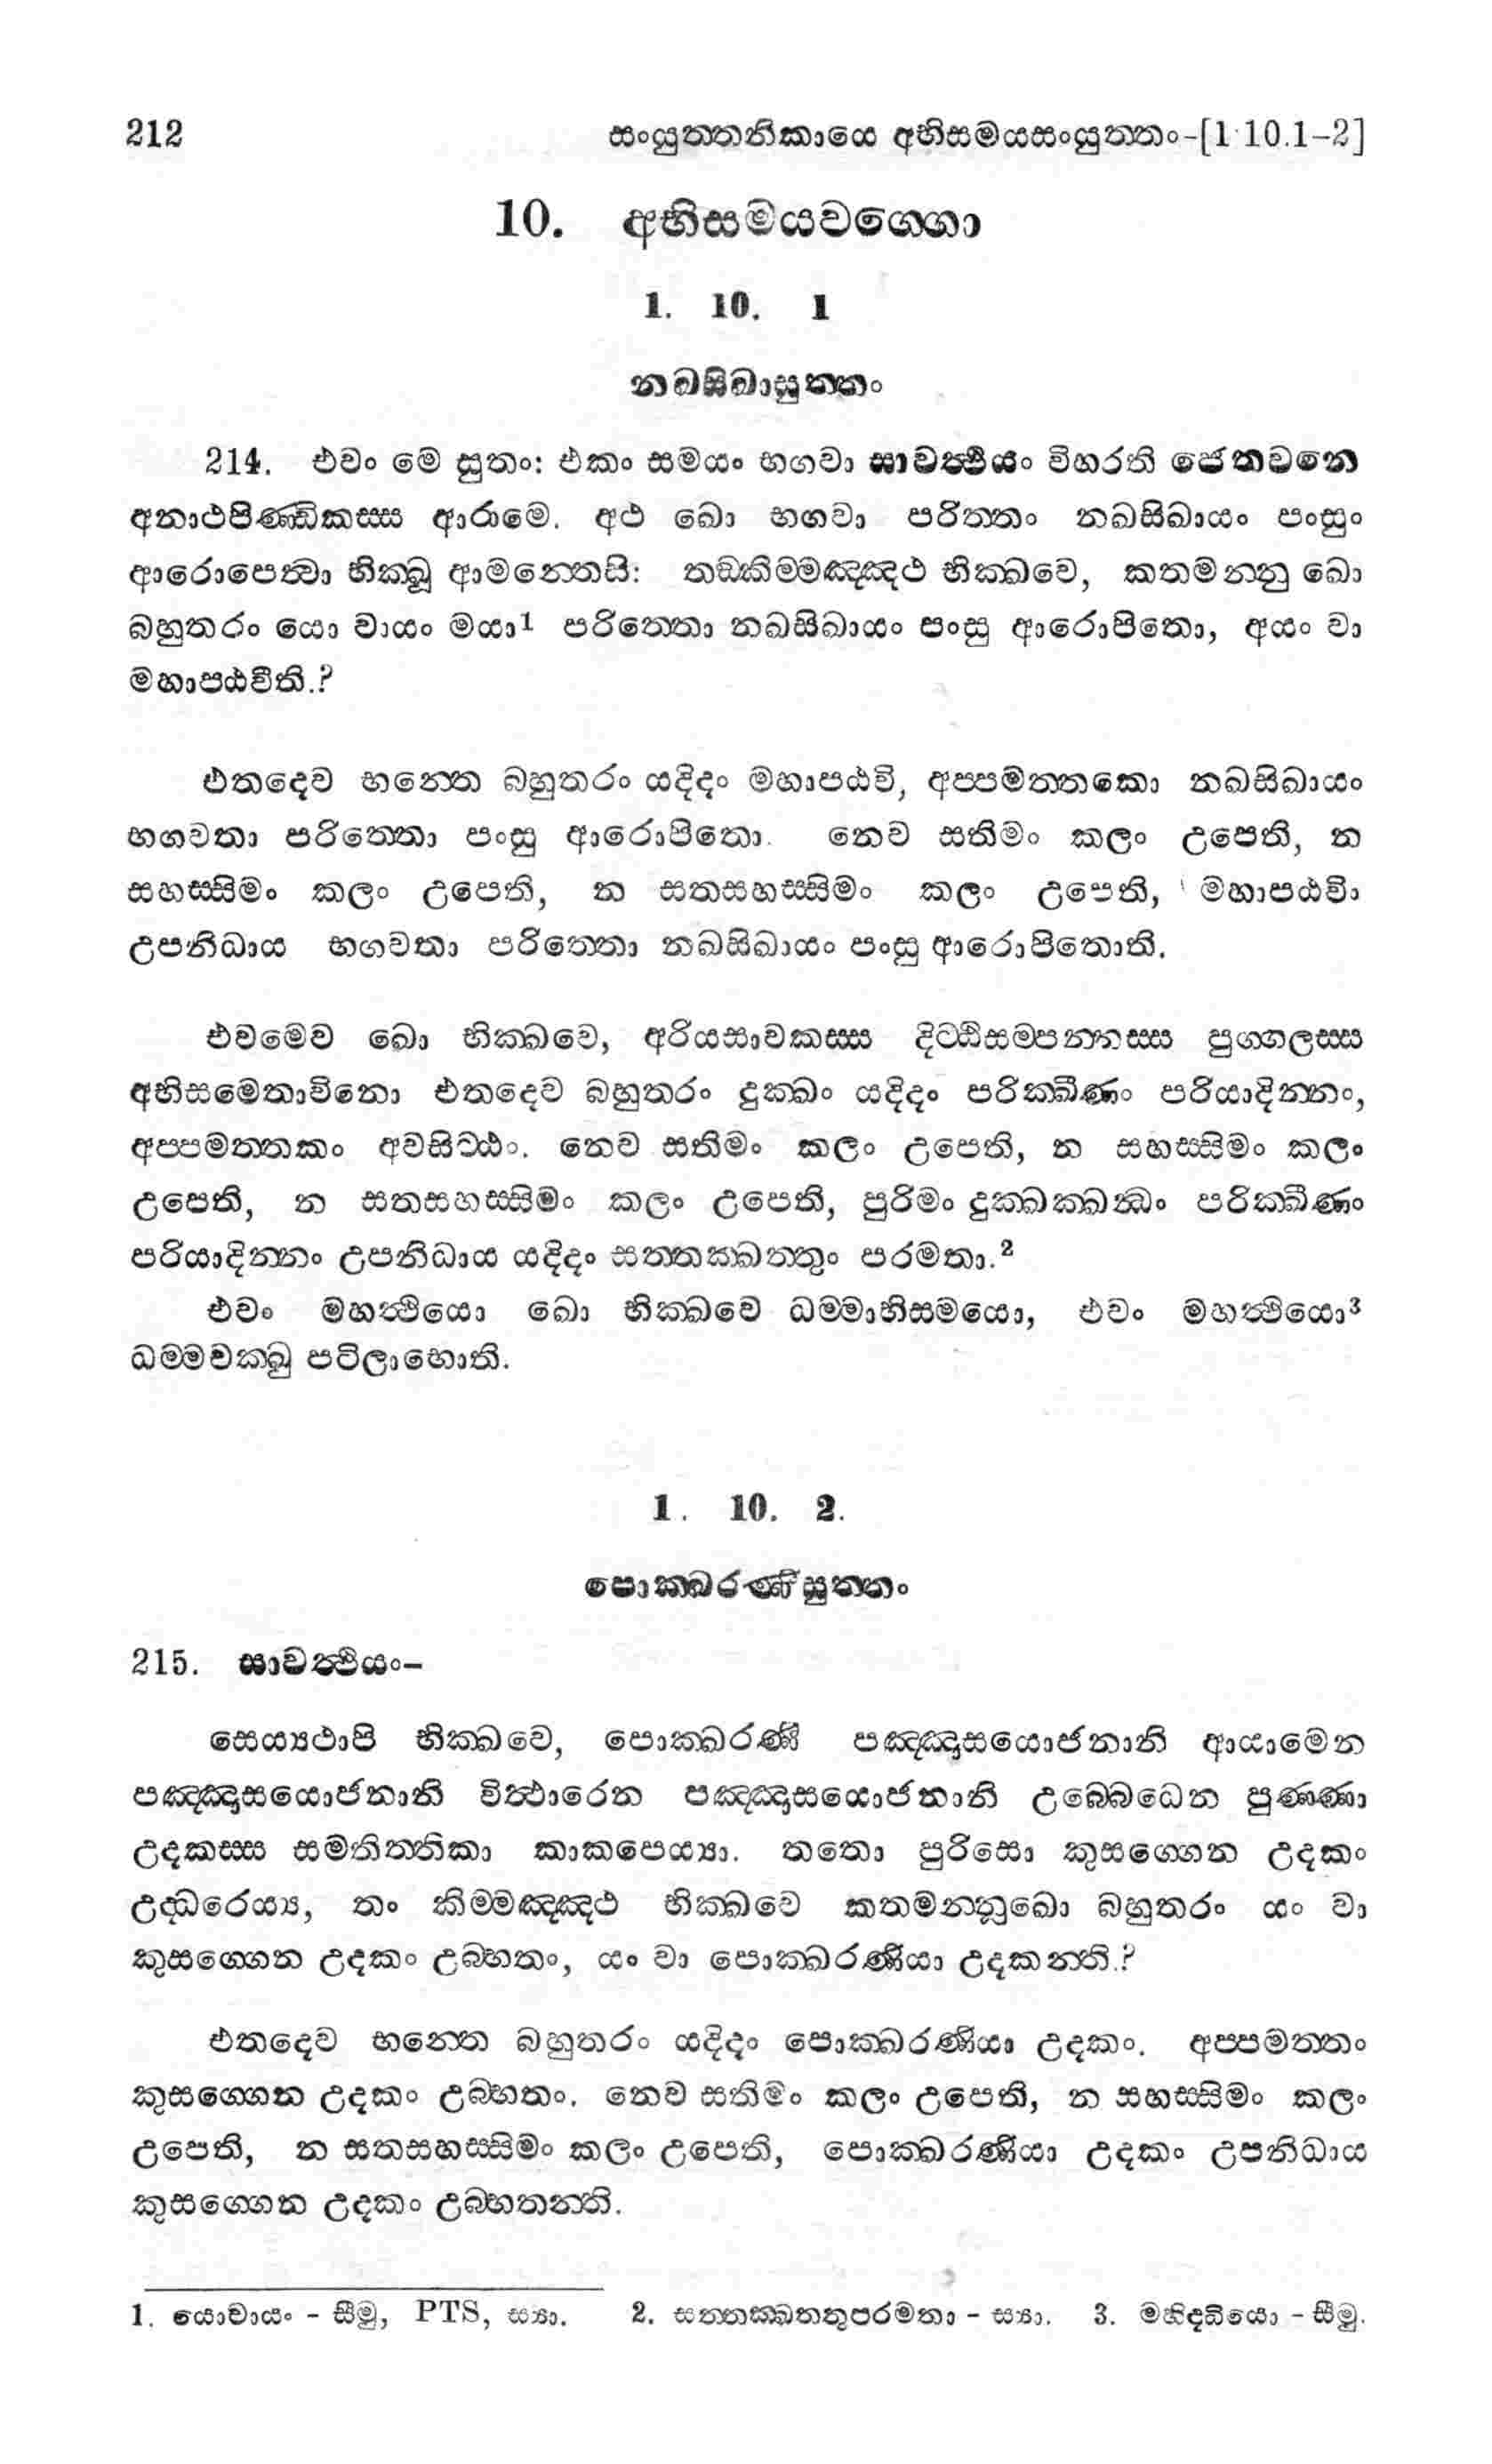 212 සංයුත්තනිකායෙ අභිසමයසංයුත්තං-[1 10.1-2]
10. අභිසමයවග්ගො
1. 10. 1
නඛසිඛාසුත්තං
214. එවං මෙ සුතං: එකං සමයං භගවා සාවත්ථියං විහරති ජෙතවනෙ
අනාථපිණ්ඩිකස්ස ආරාමෙ. අථ ඛො භගවා පරිත්තං නඛසිඛායං පංසුං
ආරොපෙත්වා භික්ඛූ ආමන්තෙසි: තඞ්කිම්මඤ්ඤථ භික්ඛවෙ, කතමන්නු ඛො
බහුතරං යො චායං මයා1 පරිත්තො නඛසිඛායං පංසු ආරොපිතො, අයං වා
මහාපඨවීති.?
එතදෙව භන්තෙ බහුතරං යදිදං මහාපඨවි, අප්පමත්තකො නඛසිඛායං
භගවතා පරිත්තො පංසු ආරොපිතො. නෙව සතිමං කලං උපෙති, න
සහස්සිමං කලං උපෙති, න සතසහස්සිමං කලං උපෙති, මහාපඨවිං
උපනිධාය භගවතා පරිත්තො නඛසිඛායං පංසු ආරොපිතොති.
එවමෙව ඛො භික්ඛවෙ, අරියසාවකස්ස දිට්ඨිසම්පන්නස්ස පුග්ගලස්ස
අභිසමෙතාවිනො එතදෙව බහුතරං දුක්ඛං යදිදං පරික්ඛීණං පරියාදින්නං,
අප්පමත්තකං අවසිට්ඨං. නෙව සතිමං කලං උපෙති, න සහස්සිමං කලං
උපෙති, න සතසහස්සිමං කලං උපෙති, පුරිමං දුක්ඛක්ඛන්ධං පරික්ඛීණං
පරියාදින්නං උපනිධාය යදිදං සත්තක්ඛත්තුං පරමතා.2
එවං මහත්ථියො ඛො භික්ඛවෙ ධම්මාභිසමයො, එවං මහත්ථියො3
ධම්මචක්ඛු පටිලාභොති.
1. 10. 2.
පොක්ඛරණීසුත්තං
215. සාවත්ථියං-
සෙය්‍යථාපි භික්ඛවෙ, පොක්ඛරණී පඤ්ඤාසයොජනානි ආයාමෙන
පඤ්ඤාසයොජනානි විත්ථාරෙන පඤ්ඤාසයොජනානි උබ්බෙධෙන පුණ්ණා
උදකස්ස සමතිත්තිකා කාකපෙය්‍යා. තතො පුරිසො කුසග්ගෙන උදකං
උද්ධරෙය්‍ය, තං කිම්මඤ්ඤථ භික්ඛවෙ කතමන්නුඛො බහුතරං යං වා
කුසග්ගෙන උදකං උබ්භතං, යං වා පොක්ඛරණියා උදකන්ති.?
එතදෙව භන්තෙ බහුතරං යදිදං පොක්ඛරණියා උදකං. අප්පමත්තං
කුසග්ගෙන උදකං උබ්භතං. නෙව සතිමං කලං උපෙති, න සහස්සිමං කලං
උපෙති, න සතසහස්සිමං කලං උපෙති, පොක්ඛරණියා උදකං උපනිධාය
කුසග්ගෙන උදකං උබ්භතන්ති.
1. යොචායං - සීමු, PTS, ස්‍යා. 2. සත්තක්ඛතතුපරමතා - ස්‍යා. 3. මහිද්ධියො - සීමු.